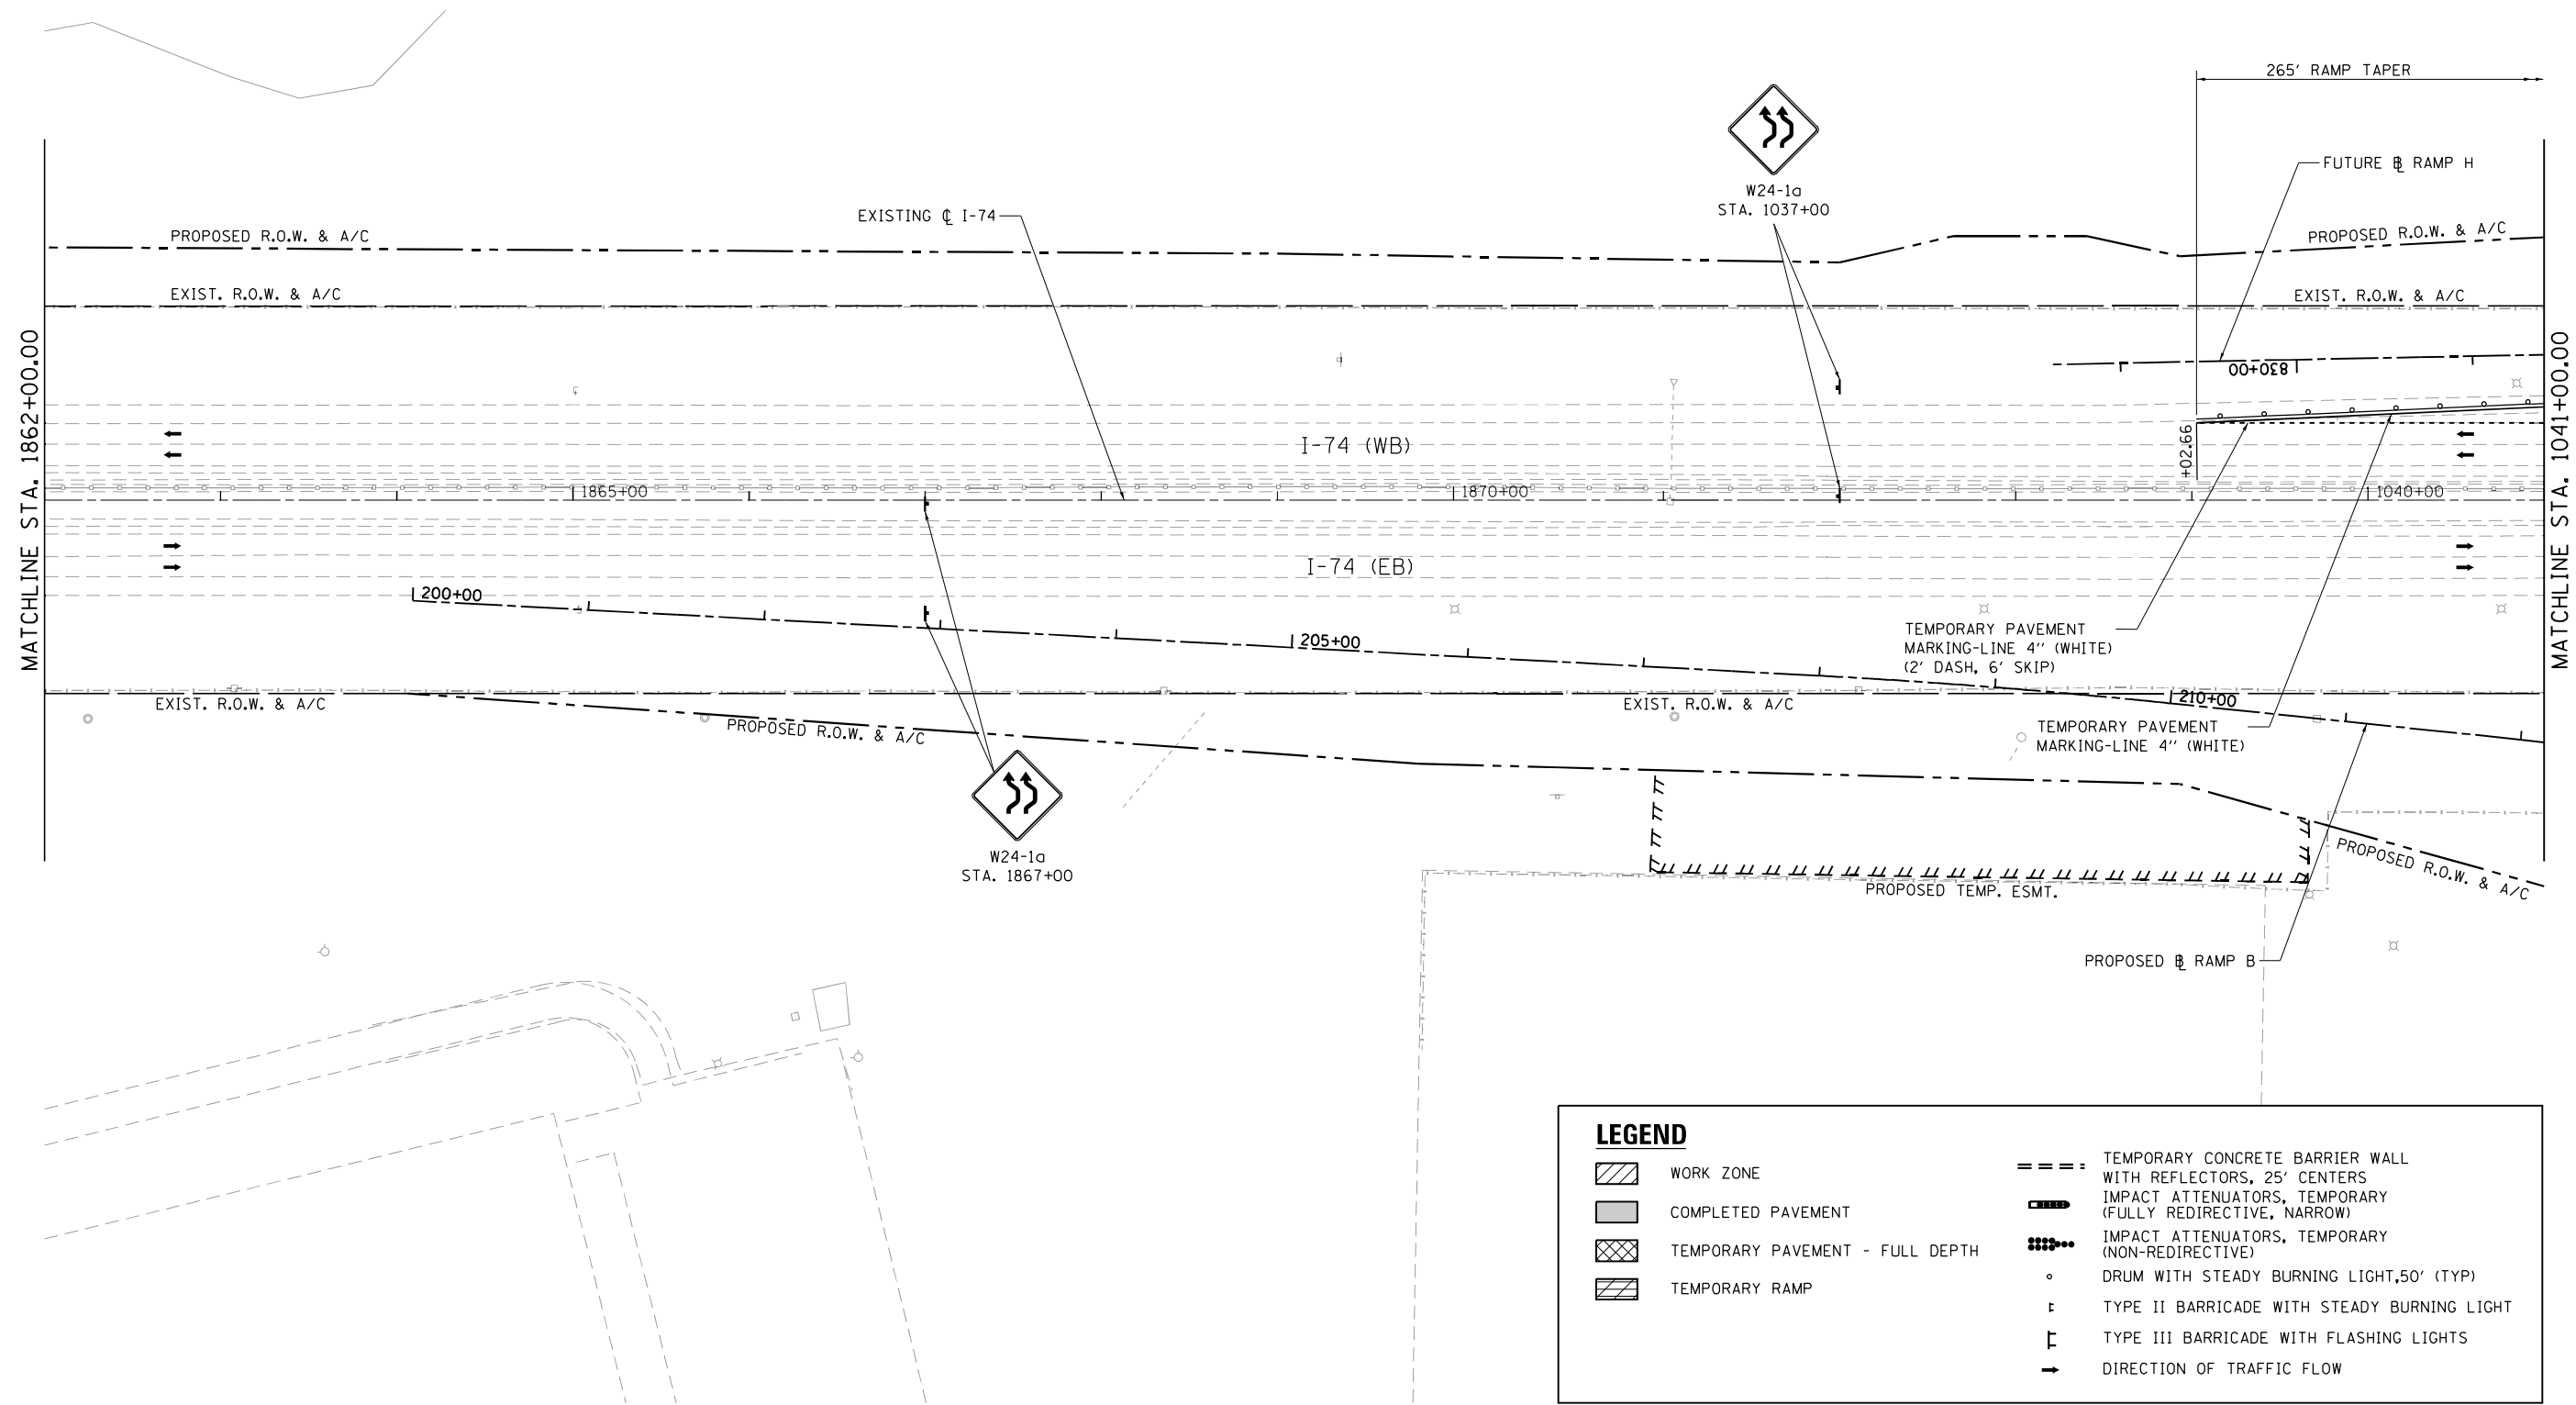 265' RAMP TAPER
FUTURE ℄ RAMP H
W24-1a
STA. 1037+00
EXISTING ℄ I-74
PROPOSED R.O.W. & A/C
PROPOSED R.O.W. & A/C
EXIST. R.O.W. & A/C
EXIST. R.O.W. & A/C
MATCHLINE STA. 1862+00.00
MATCHLINE STA. 1041+00.00
830+00
I-74 (WB)
+02.66
1865+00
1870+00
1040+00
I-74 (EB)
200+00
205+00
210+00
TEMPORARY PAVEMENT
MARKING-LINE 4'' (WHITE)
(2' DASH, 6' SKIP)
EXIST. R.O.W. & A/C
EXIST. R.O.W. & A/C
PROPOSED R.O.W. & A/C
TEMPORARY PAVEMENT
MARKING-LINE 4'' (WHITE)
W24-1a
STA. 1867+00
PROPOSED R.O.W. & A/C
PROPOSED TEMP. ESMT.
PROPOSED ⅊ RAMP B
LEGEND
WORK ZONE
COMPLETED PAVEMENT
TEMPORARY PAVEMENT - FULL DEPTH
TEMPORARY RAMP
TEMPORARY CONCRETE BARRIER WALL
WITH REFLECTORS, 25' CENTERS
IMPACT ATTENUATORS, TEMPORARY
(FULLY REDIRECTIVE, NARROW)
IMPACT ATTENUATORS, TEMPORARY
(NON-REDIRECTIVE)
DRUM WITH STEADY BURNING LIGHT,50' (TYP)
TYPE II BARRICADE WITH STEADY BURNING LIGHT
TYPE III BARRICADE WITH FLASHING LIGHTS
DIRECTION OF TRAFFIC FLOW